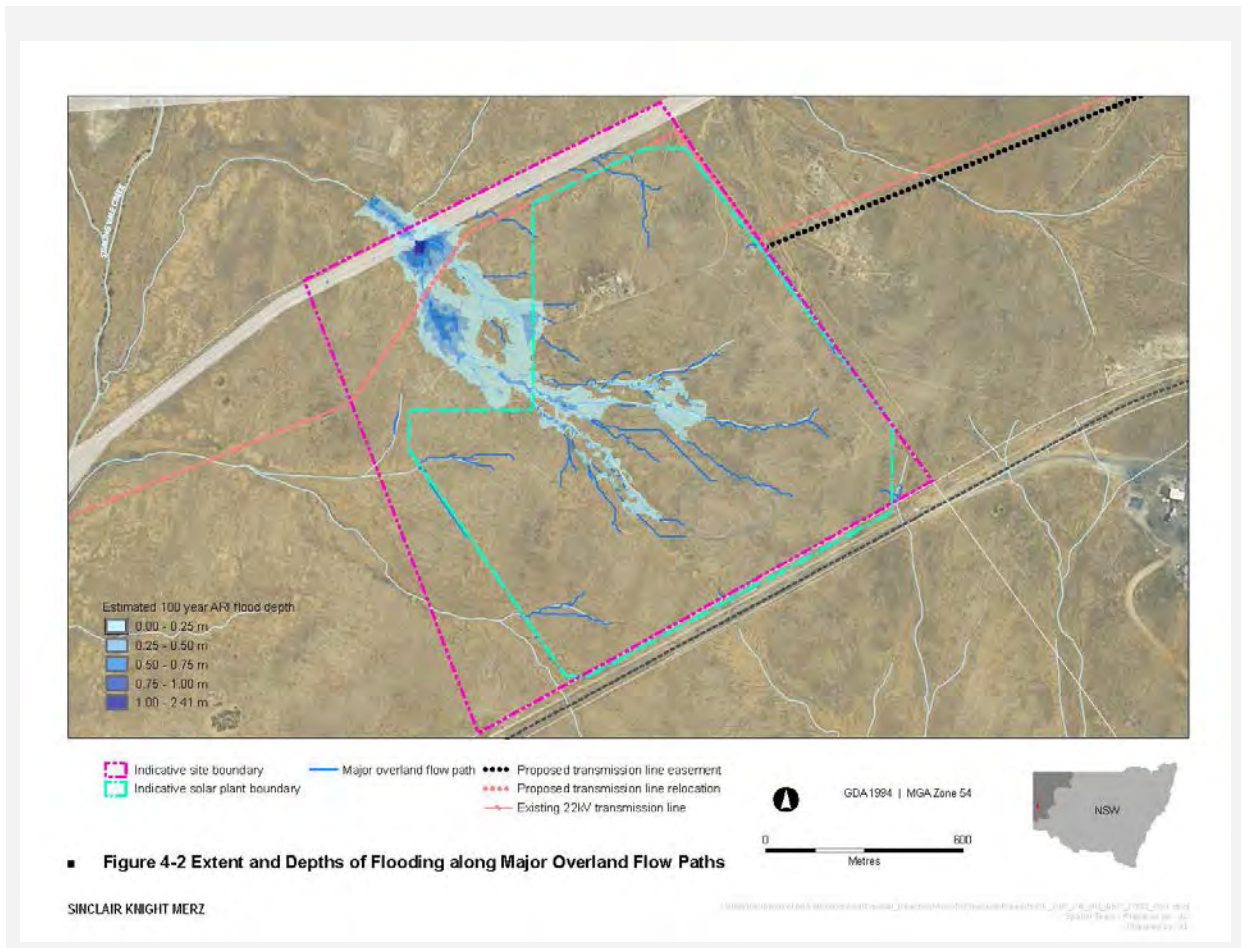 Estimated 100 year ARI flood depth
0.00 - 0.25 m
0.25 - 0.50 m
0.50 - 0.75 m
0.75 - 1.00 m
1.00 - 2.41 m
Indicative site boundary
Indicative solar plant boundary
Major overland flow path
Proposed transmission line easement
Proposed transmission line relocation
Existing 22kV transmission line
GDA 1994 | MGA Zone 54
0 600
Metres
NSW
■ Figure 4-2 Extent and Depths of Flooding along Major Overland Flow Paths
SINCLAIR KNIGHT MERZ